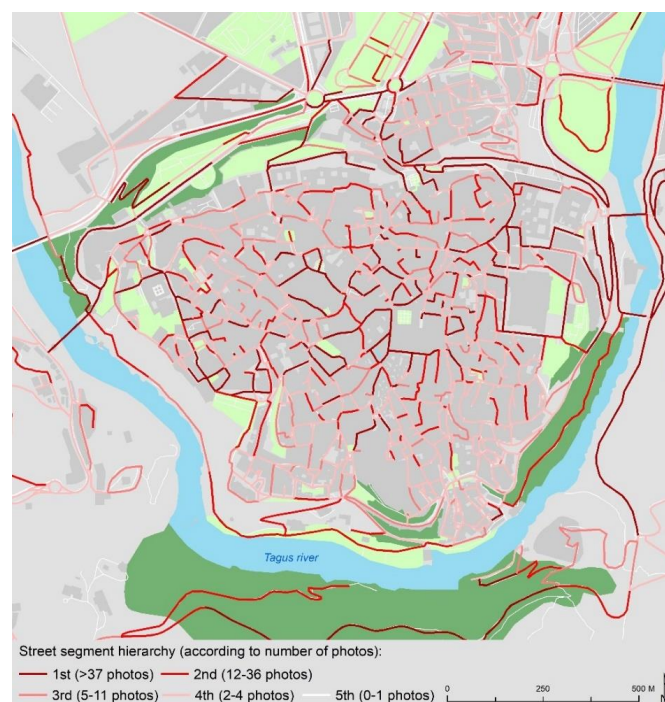 Tagus river
Street segment hierarchy (according to number of photos):
1st (>37 photos) 2nd (12-36 photos)
3rd (5-11 photos) 4th (2-4 photos) 5th (0-1 photos)
0 250 500 M
N